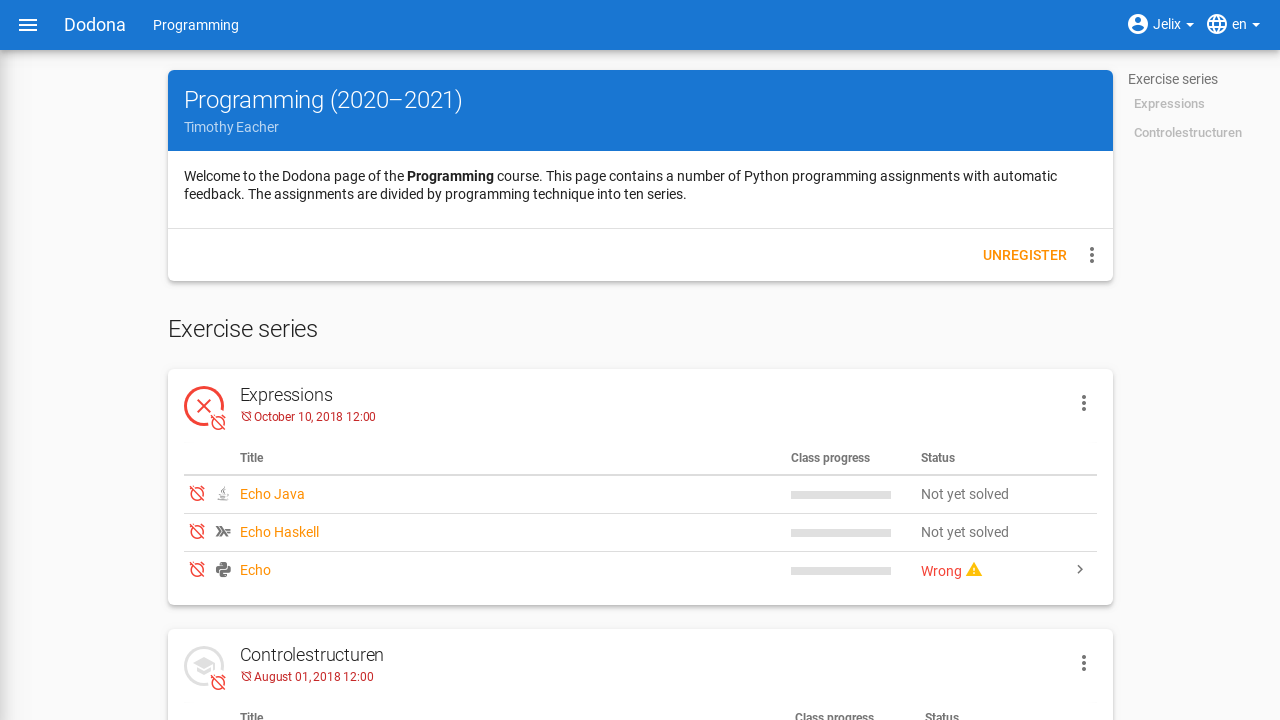 Dodona Programming Jelix en
Programming (2020–2021)
Timothy Eacher
Exercise series
Expressions
Controlestructuren
Welcome to the Dodona page of the Programming course. This page contains a number of Python programming assignments with automatic
feedback. The assignments are divided by programming technique into ten series.
UNREGISTER
Exercise series
Expressions
October 10, 2018 12:00
Title Class progress Status
Echo Java Not yet solved
Echo Haskell Not yet solved
Echo Wrong
Controlestructuren
August 01, 2018 12:00
Title Class progress Status